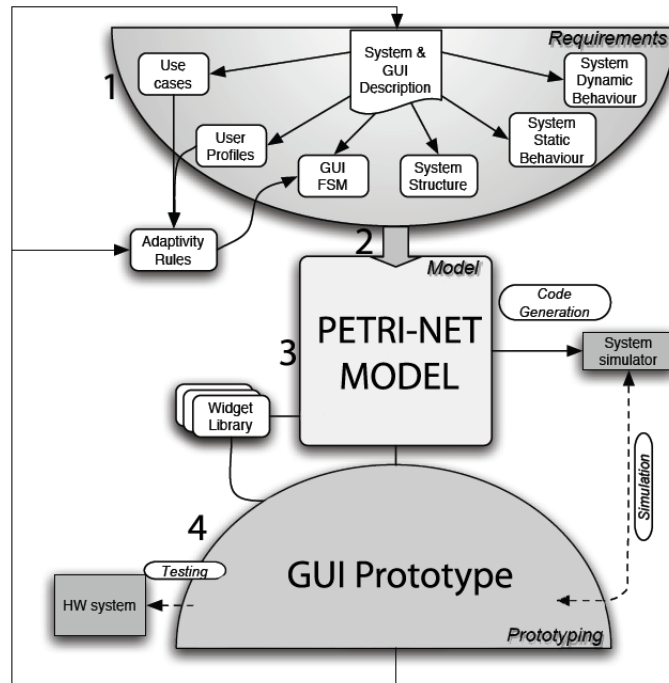 Requirements
System &
GUI
Description
Use
cases
System
Dynamic
Behaviour
1
User
Profiles
GUI
FSM
System
Structure
System
Static
Behaviour
Adaptivity
Rules
2
Model
Code
Generation
PETRI-NET
MODEL
3
System
simulator
Widget
Library
Simulation
4
Testing
GUI Prototype
HW system
Prototyping